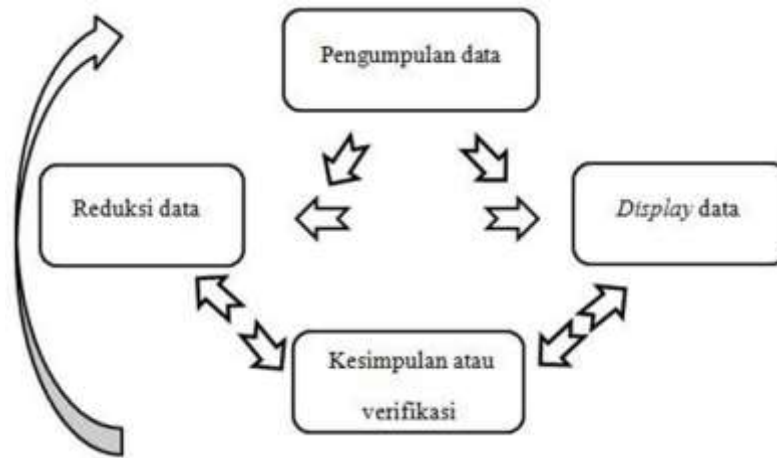 Pengumpulan data
Reduksi data
Display data
Kesimpulan atau
verifikasi